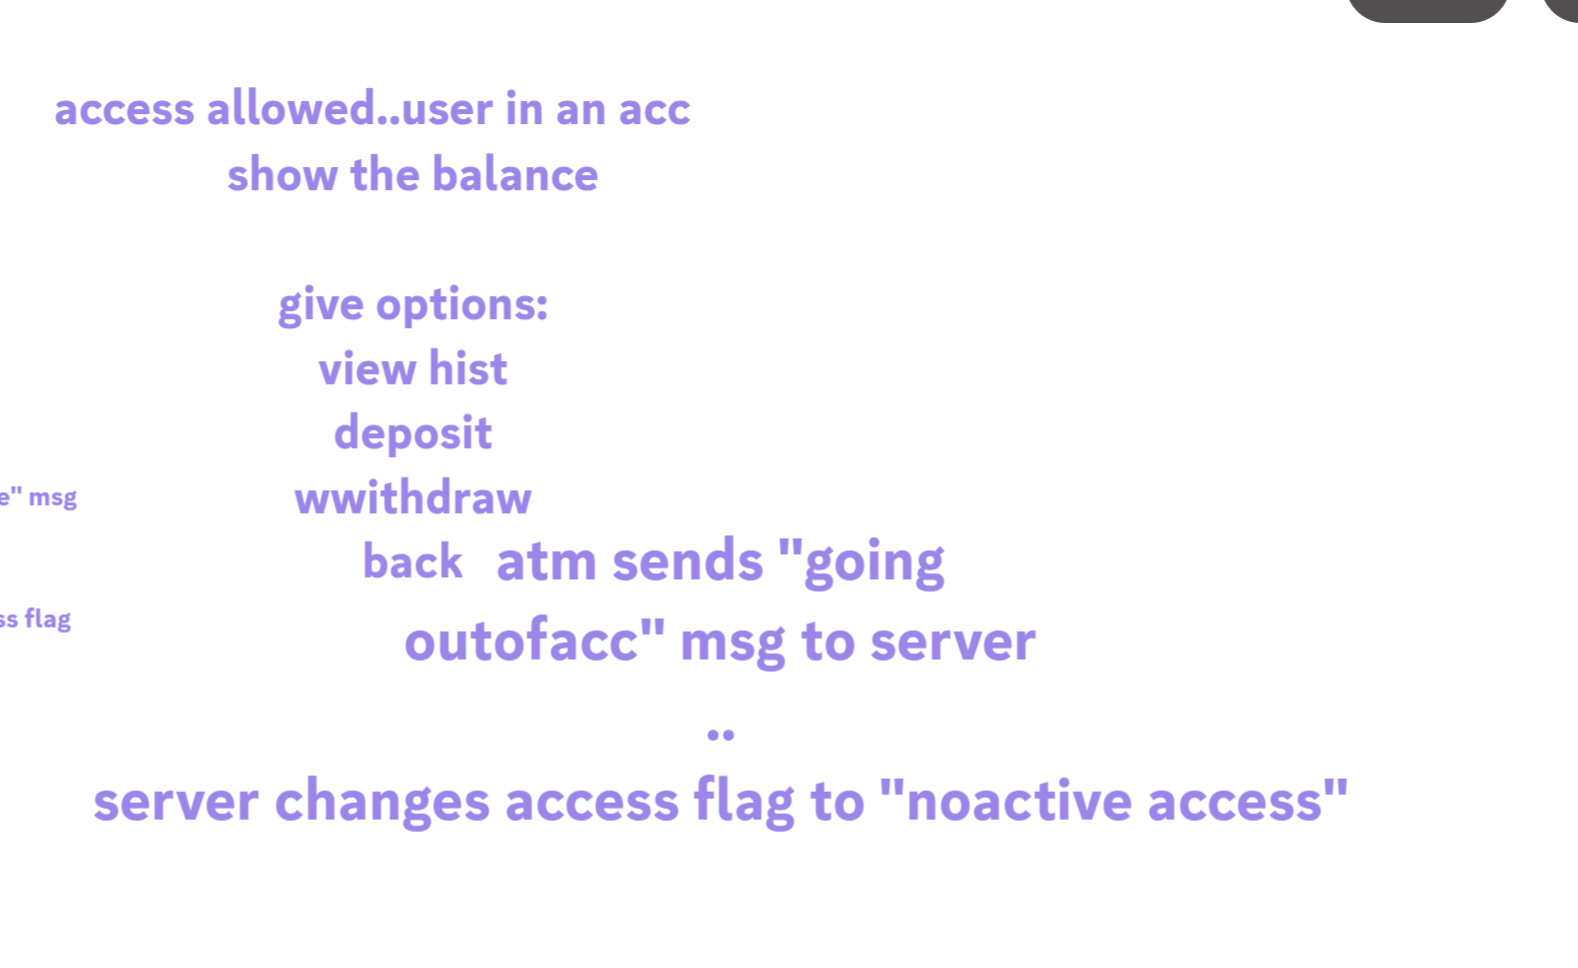 access allowed..user in an acc
show the balance
give options:
view hist
deposit
wwithdraw
e" msg
back
atm sends "going
outofacc" msg to server
ss flag
..
server changes access flag to "noactive access"